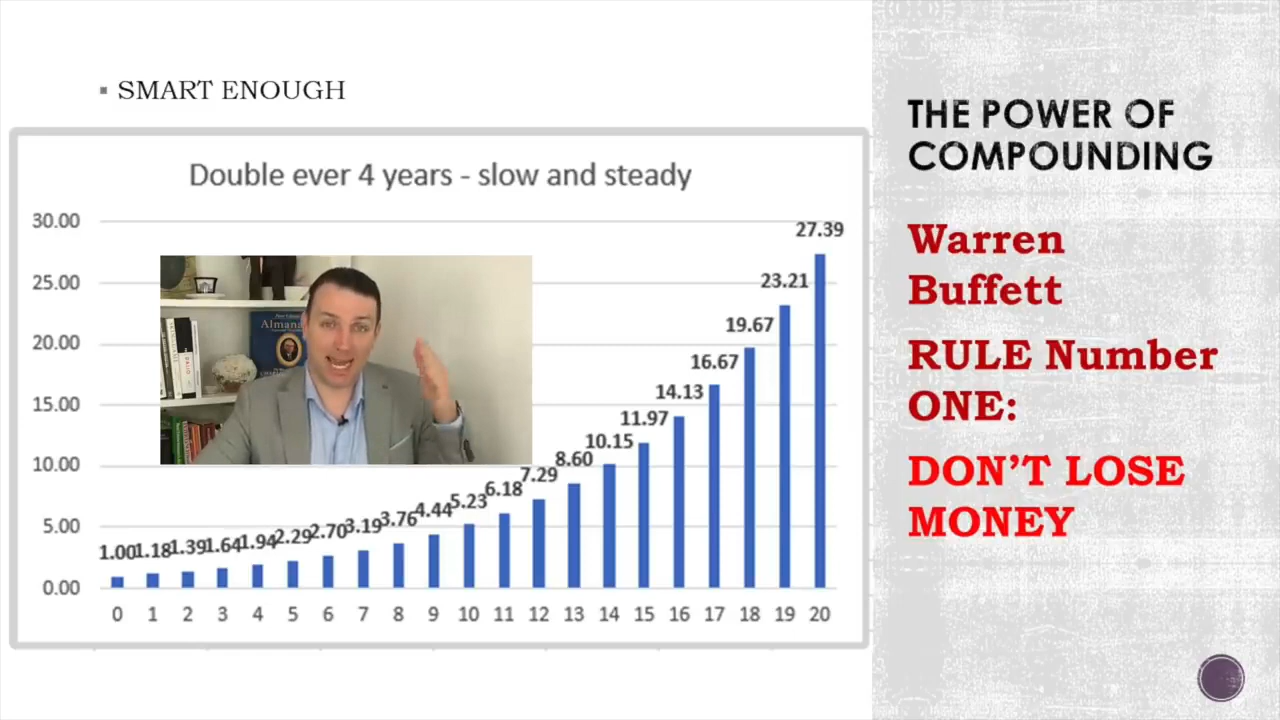 SMART ENOUGH
Double ever 4 years - slow and steady
30.00
25.00
20.00
15.00
10.00
5.00
0.00
1.00
1.18
1.39
1.64
1.94
2.29
2.70
3.19
3.76
4.44
5.23
6.18
7.29
8.60
10.15
11.97
14.13
16.67
19.67
23.21
27.39
0 1 2 3 4 5 6 7 8 9 10 11 12 13 14 15 16 17 18 19 20
Almana
THE POWER OF
COMPOUNDING
Warren
Buffett
RULE Number
ONE:
DON’T LOSE
MONEY